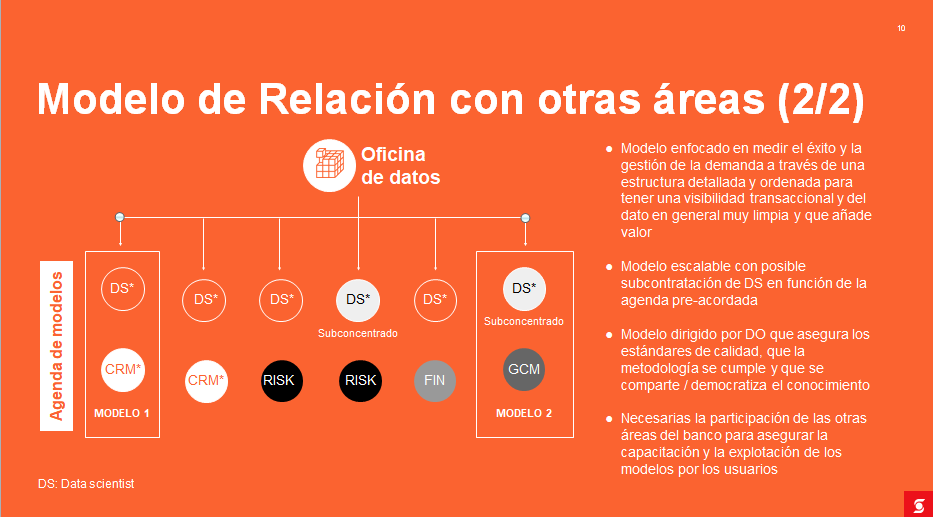 10
Modelo de Relación con otras áreas (2/2)
Oficina
de datos
Agenda de modelos
DS*
DS*
DS*
DS*
DS*
DS*
Subconcentrado
Subconcentrado
CRM*
CRM*
RISK
RISK
FIN
GCM
MODELO 1
MODELO 2
● Modelo enfocado en medir el éxito y la
gestión de la demanda a través de una
estructura detallada y ordenada para
tener una visibilidad transaccional y del
dato en general muy limpia y que añade
valor
● Modelo escalable con posible
subcontratación de DS en función de la
agenda pre-acordada
● Modelo dirigido por DO que asegura los
estándares de calidad, que la
metodología se cumple y que se
comparte / democratiza el conocimiento
● Necesarias la participación de las otras
áreas del banco para asegurar la
capacitación y la explotación de los
modelos por los usuarios
DS: Data scientist